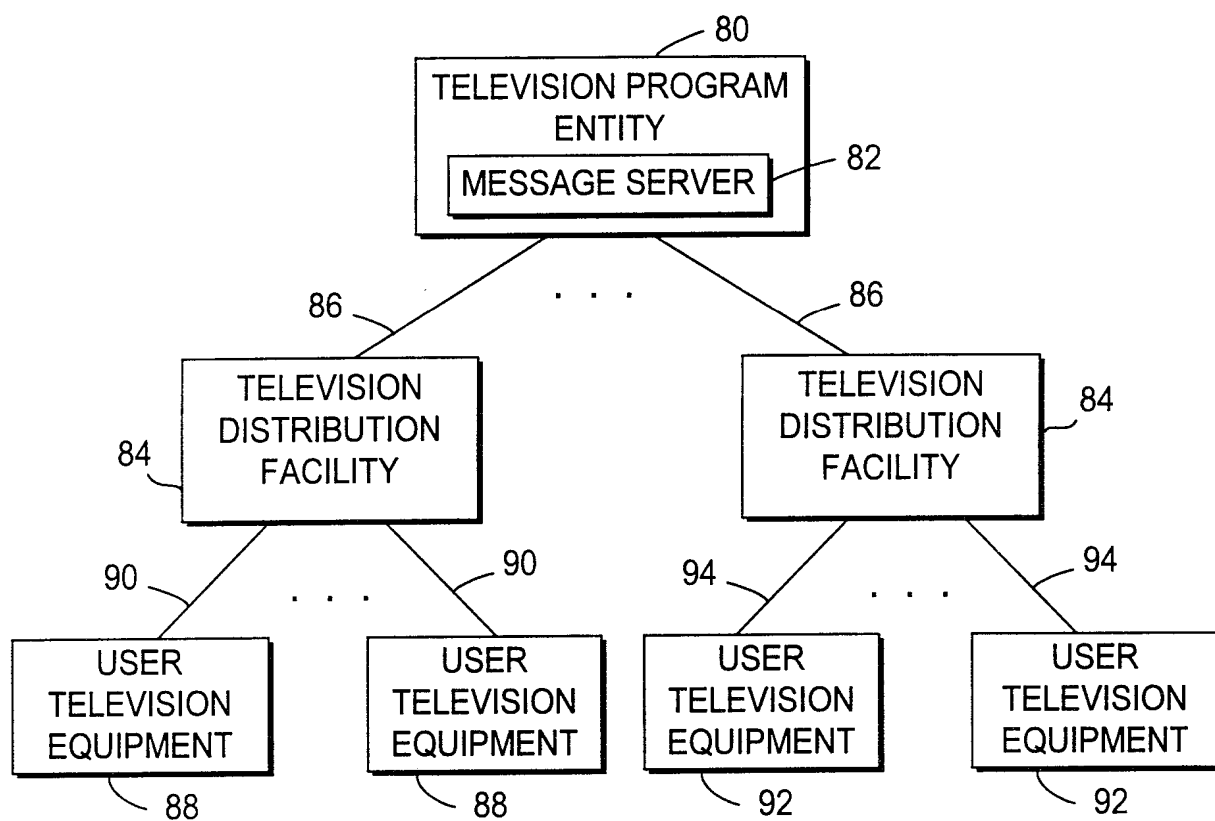 80
TELEVISION PROGRAM
ENTITY
82
MESSAGE SERVER
. . .
86
86
TELEVISION
DISTRIBUTION
FACILITY
84
TELEVISION
DISTRIBUTION
FACILITY
84
90
. . .
90
94
. . .
94
USER
TELEVISION
EQUIPMENT
88
USER
TELEVISION
EQUIPMENT
88
USER
TELEVISION
EQUIPMENT
92
USER
TELEVISION
EQUIPMENT
92